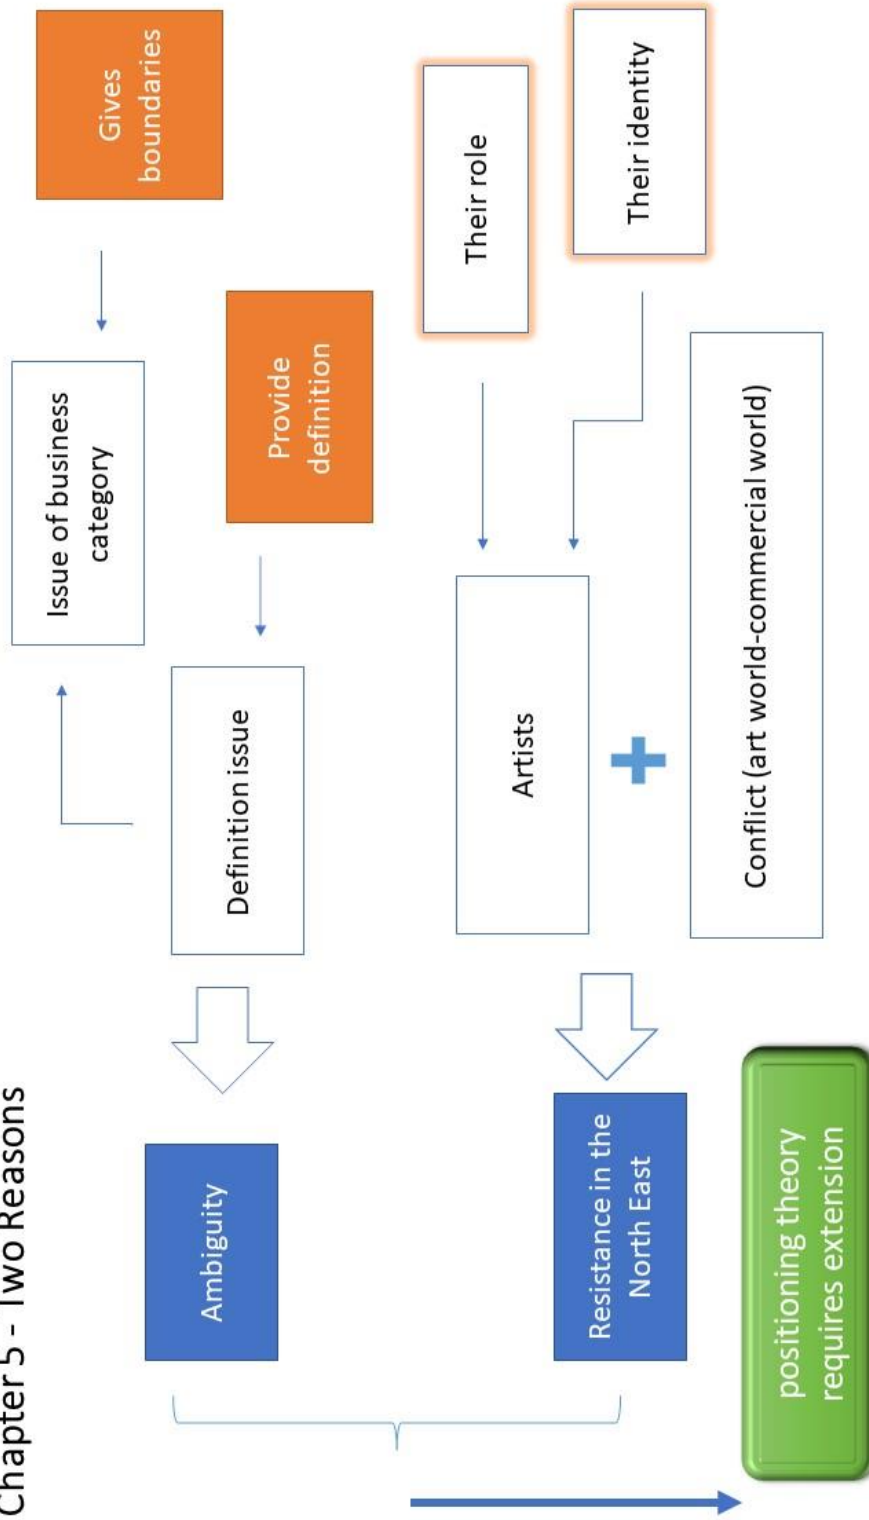 Chapter 5 - Two Reasons
Ambiguity
Definition issue
Issue of business
category
Provide
definition
Gives
boundaries
Resistance in the
North East
Artists
Their role
Their identity
Conflict (art world-commercial world)
positioning theory
requires extension